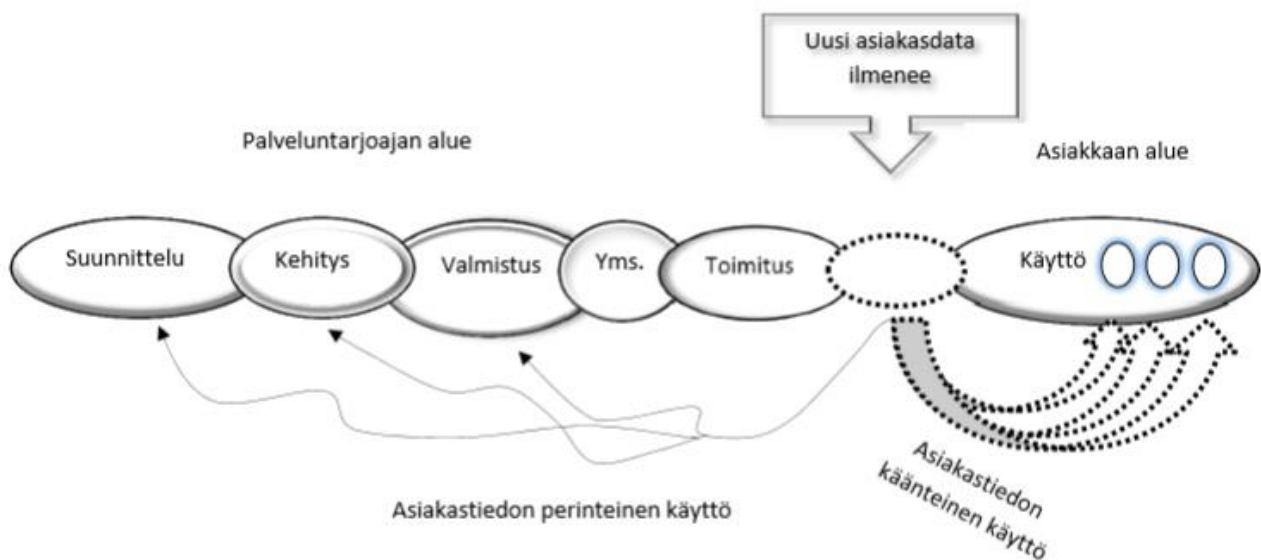 Uusi asiakasdata
ilmenee
Palveluntarjoajan alue
Asiakkaan alue
Suunnittelu
Kehitys
Valmistus
Yms.
Toimitus
Käyttö
Asiakastiedon perinteinen käyttö
Asiakastiedon
käänteinen käyttö